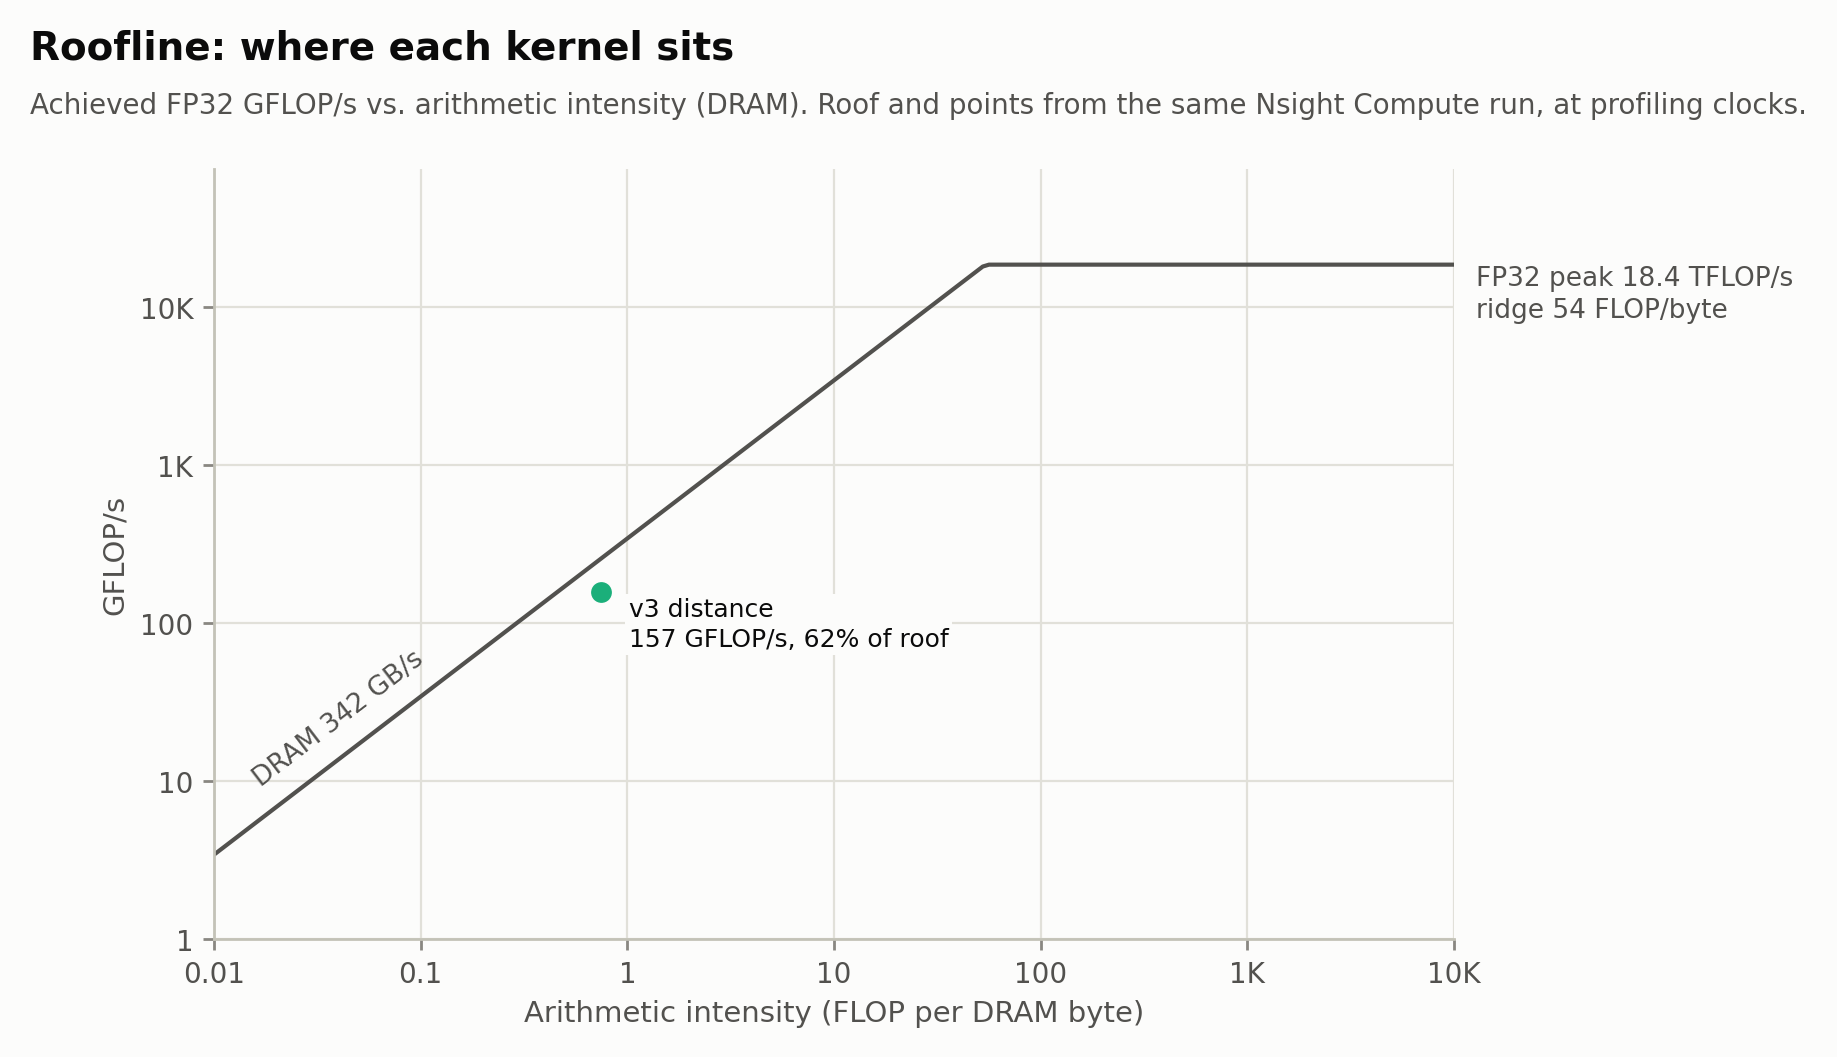 Roofline: where each kernel sits
Achieved FP32 GFLOP/s vs. arithmetic intensity (DRAM). Roof and points from the same Nsight Compute run, at profiling clocks.
FP32 peak 18.4 TFLOP/s
ridge 54 FLOP/byte
10K
1K
100
10
1
GFLOP/s
v3 distance
157 GFLOP/s, 62% of roof
DRAM 342 GB/s
0.01 0.1 1 10 100 1K 10K
Arithmetic intensity (FLOP per DRAM byte)